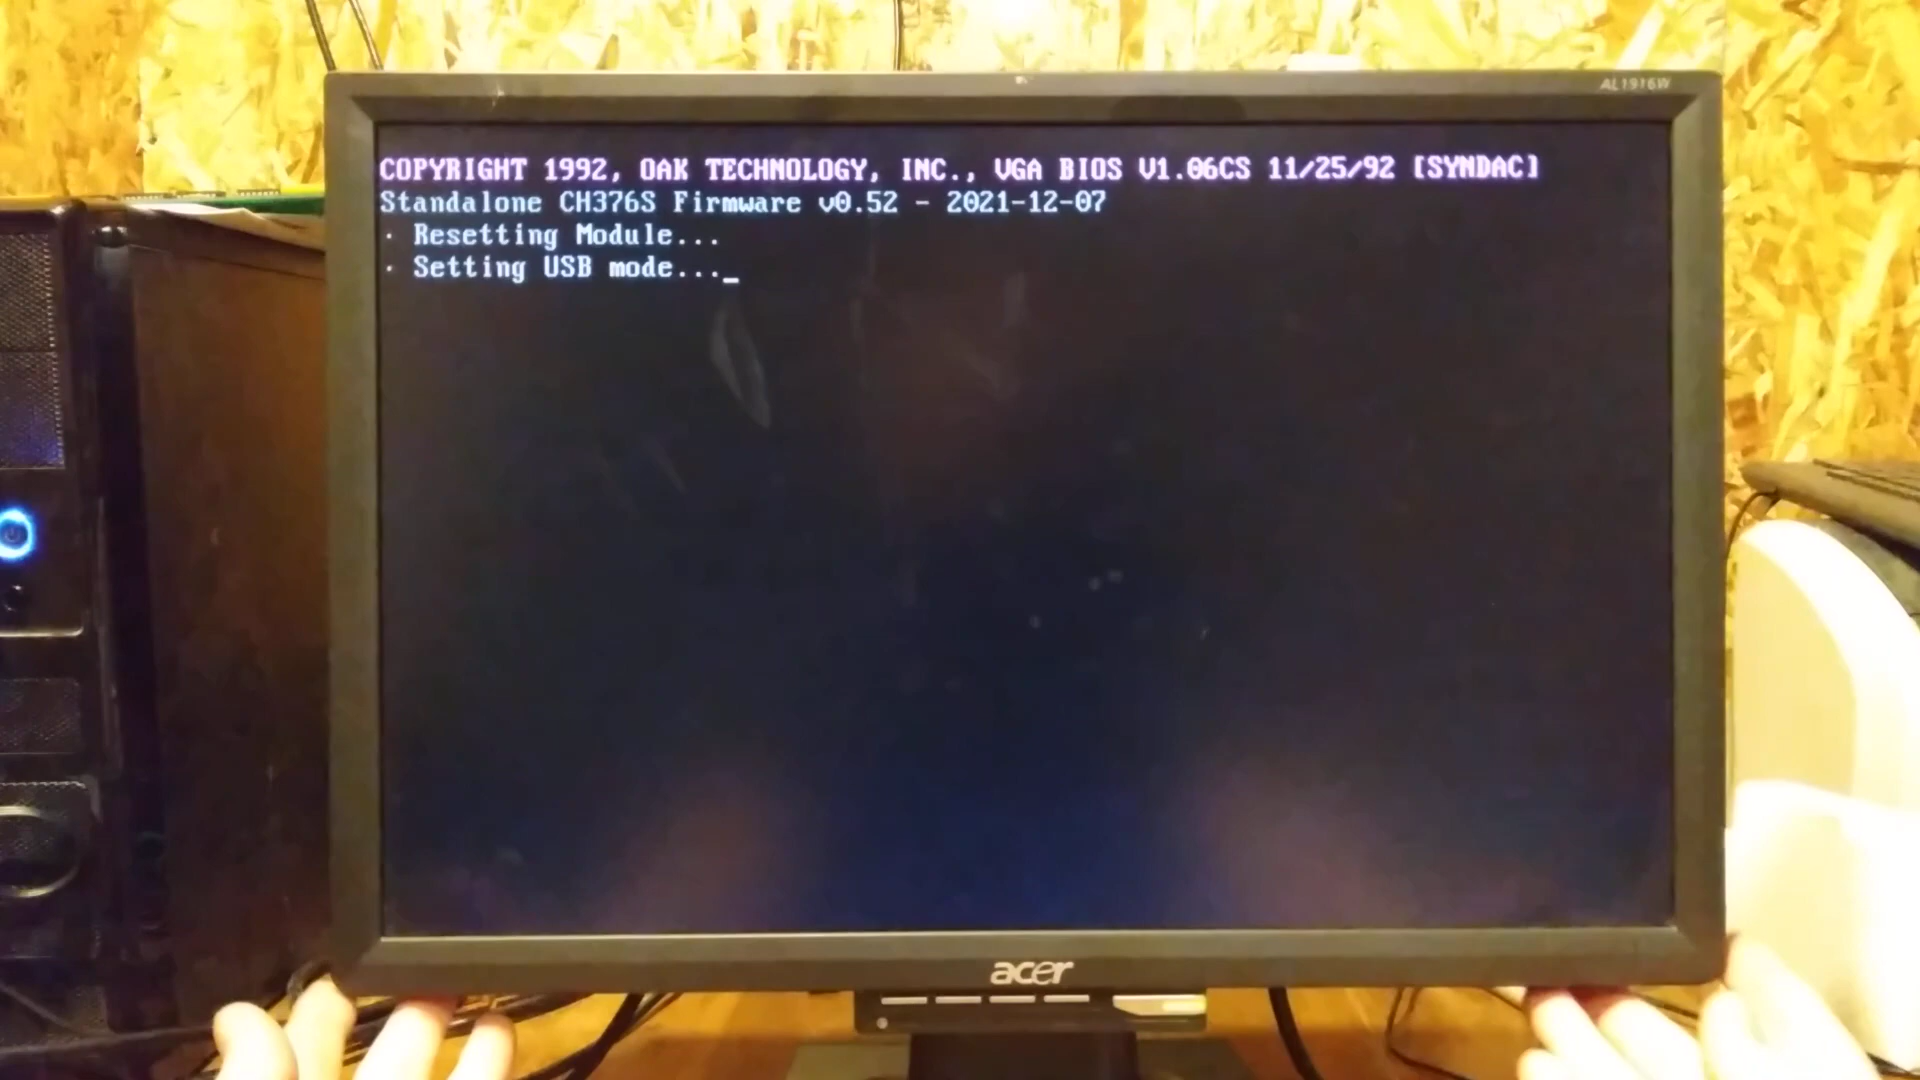 AL1916W
COPYRIGHT 1992, OAK TECHNOLOGY, INC., VGA BIOS V1.06CS 11/25/92 [SYNDAC]
Standalone CH376S Firmware v0.52 - 2021-12-07
· Resetting Module...
· Setting USB mode..._
acer